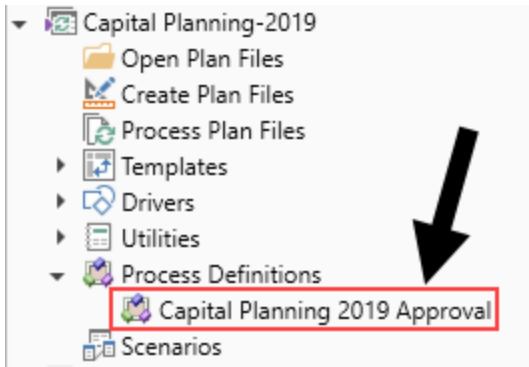 Capital Planning-2019
Open Plan Files
Create Plan Files
Process Plan Files
Templates
Drivers
Utilities
Process Definitions
Capital Planning 2019 Approval
Scenarios